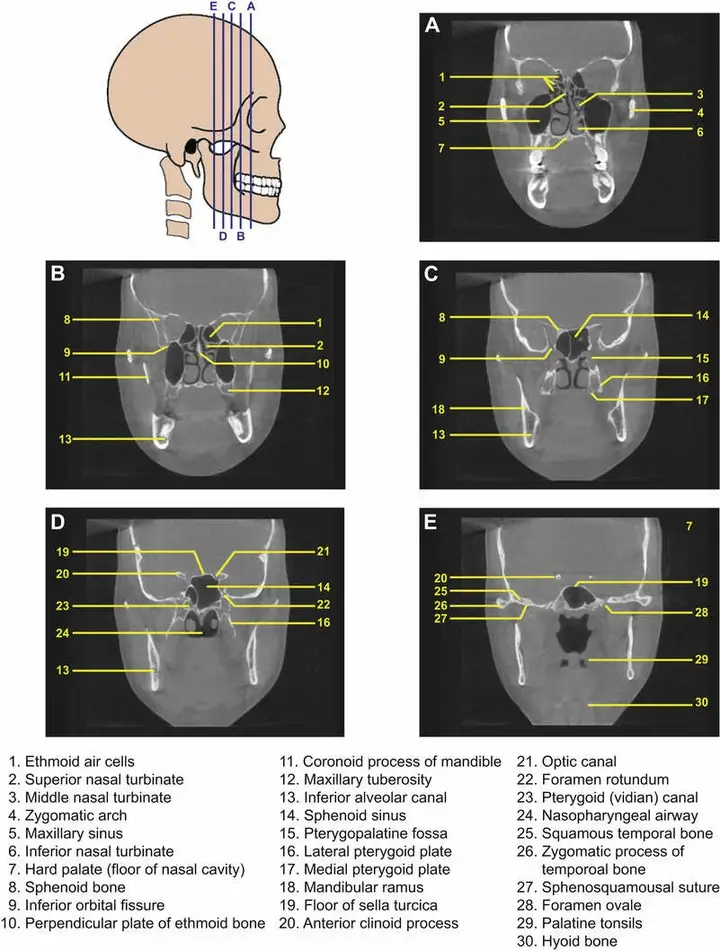 E C A
D B
A
1
2
5
7
3
4
6
B
8
9
11
13
1
2
10
12
C
8
9
18
13
14
15
16
17
D
19
20
23
24
13
21
14
22
16
E
7
20
25
26
27
19
28
29
30
1. Ethmoid air cells
2. Superior nasal turbinate
3. Middle nasal turbinate
4. Zygomatic arch
5. Maxillary sinus
6. Inferior nasal turbinate
7. Hard palate (floor of nasal cavity)
8. Sphenoid bone
9. Inferior orbital fissure
10. Perpendicular plate of ethmoid bone
11. Coronoid process of mandible
12. Maxillary tuberosity
13. Inferior alveolar canal
14. Sphenoid sinus
15. Pterygopalatine fossa
16. Lateral pterygoid plate
17. Medial pterygoid plate
18. Mandibular ramus
19. Floor of sella turcica
20. Anterior clinoid process
21. Optic canal
22. Foramen rotundum
23. Pterygoid (vidian) canal
24. Nasopharyngeal airway
25. Squamous temporal bone
26. Zygomatic process of
temporoal bone
27. Sphenosquamousal suture
28. Foramen ovale
29. Palatine tonsils
30. Hyoid bone